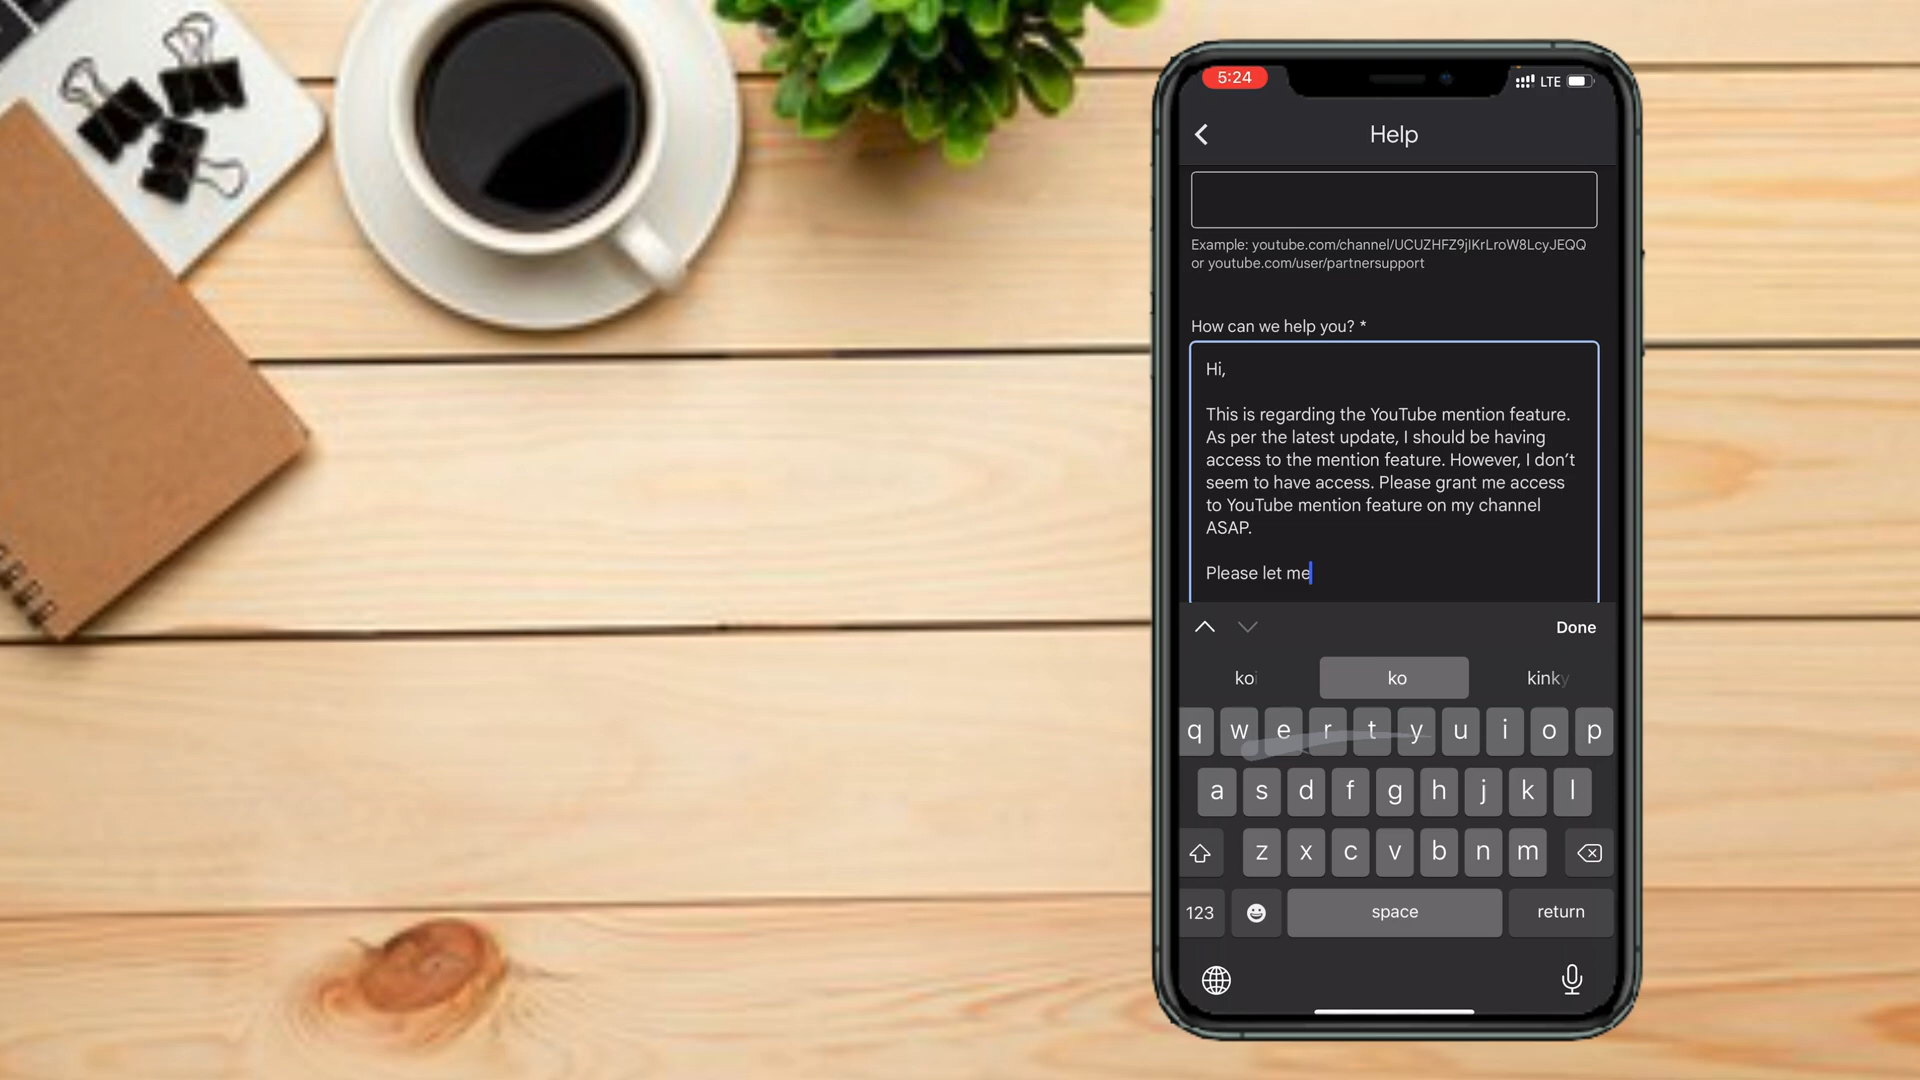 5:24
LTE
Help
Example: youtube.com/channel/UCUZHFZ9jIKrLroW8LcyJEQQ
or youtube.com/user/partnersupport
How can we help you? *
Hi,
This is regarding the YouTube mention feature.
As per the latest update, I should be having
access to the mention feature. However, I don’t
seem to have access. Please grant me access
to YouTube mention feature on my channel
ASAP.
Please let me
Done
koi ko kinky
q w e r t y u i o p
a s d f g h j k l
z x c v b n m
123 space return